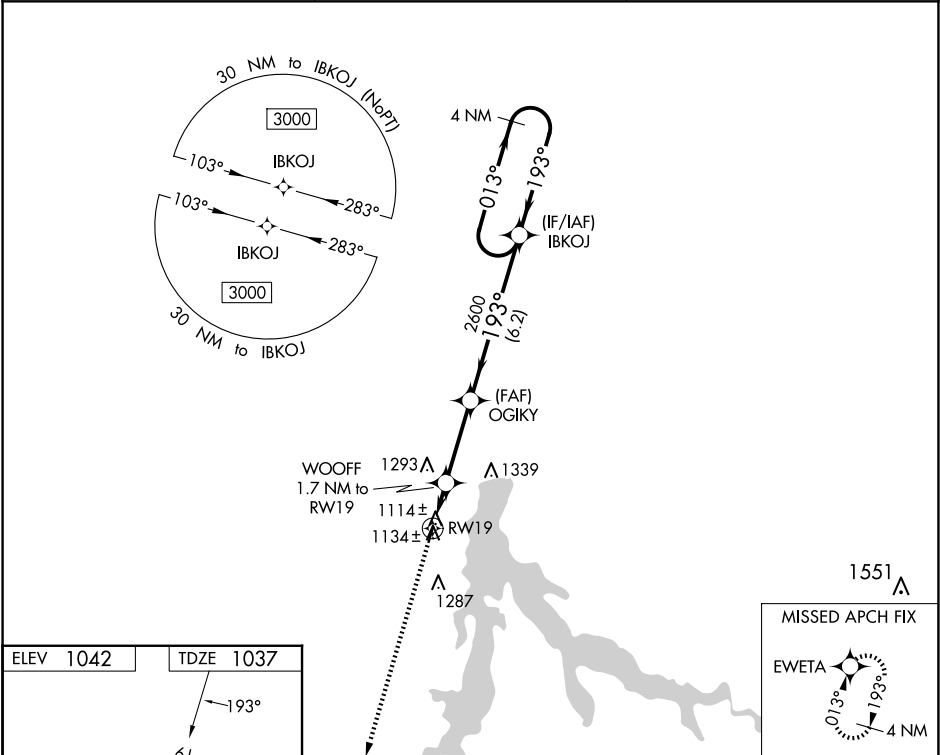 30 NM to IBKOJ (NoPT)
3000
IBKOJ
103°
283°
103°
283°
IBKOJ
3000
30 NM to IBKOJ
4 NM
013°
193°
(IF/IAF)
IBKOJ
2600
193°
(6.2)
(FAF)
OGIKY
WOOFF
1.7 NM to
RW19
1293
1339
1114±
1134±
RW19
1287
1551
MISSED APCH FIX
EWETA
013°
193°
4 NM
ELEV 1042
TDZE 1037
193°